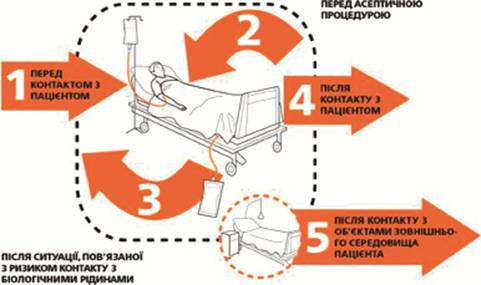 1
ПЕРЕД
КОНТАКТОМ З
ПАЦІЄНТОМ
2
ПЕРЕД АСЕПТИЧНОЮ
ПРОЦЕДУРОЮ
3
ПІСЛЯ СИТУАЦІЇ, ПОВ'ЯЗАНОЇ
З РИЗИКОМ КОНТАКТУ З
БІОЛОГІЧНИМИ РІДИНАМИ
4
ПІСЛЯ
КОНТАКТУ З
ПАЦІЄНТОМ
5
ПІСЛЯ КОНТАКТУ З
ОБ'ЄКТАМИ ЗОВНІШНЬО-
ГО СЕРЕДОВИЩА
ПАЦІЄНТА